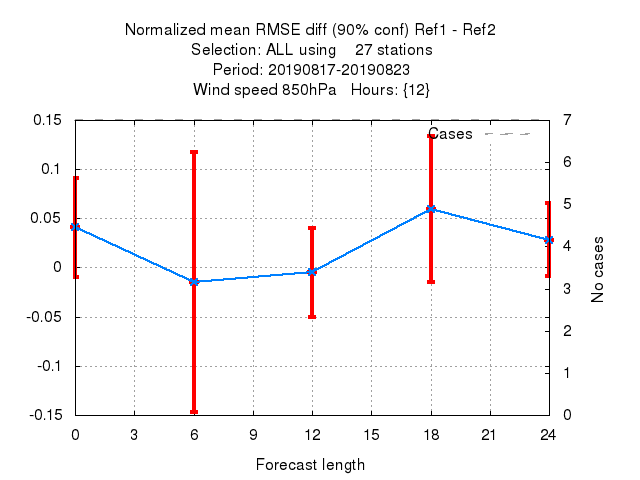 Normalized mean RMSE diff (90% conf) Ref1 - Ref2
Selection: ALL using    27 stations
Period: 20190817-20190823
Wind speed 850hPa   Hours: {12}
Cases
0.15
0.1
0.05
0
-0.05
-0.1
-0.15
7
6
5
4
3
2
1
0
No cases
0 3 6 9 12 15 18 21 24
Forecast length